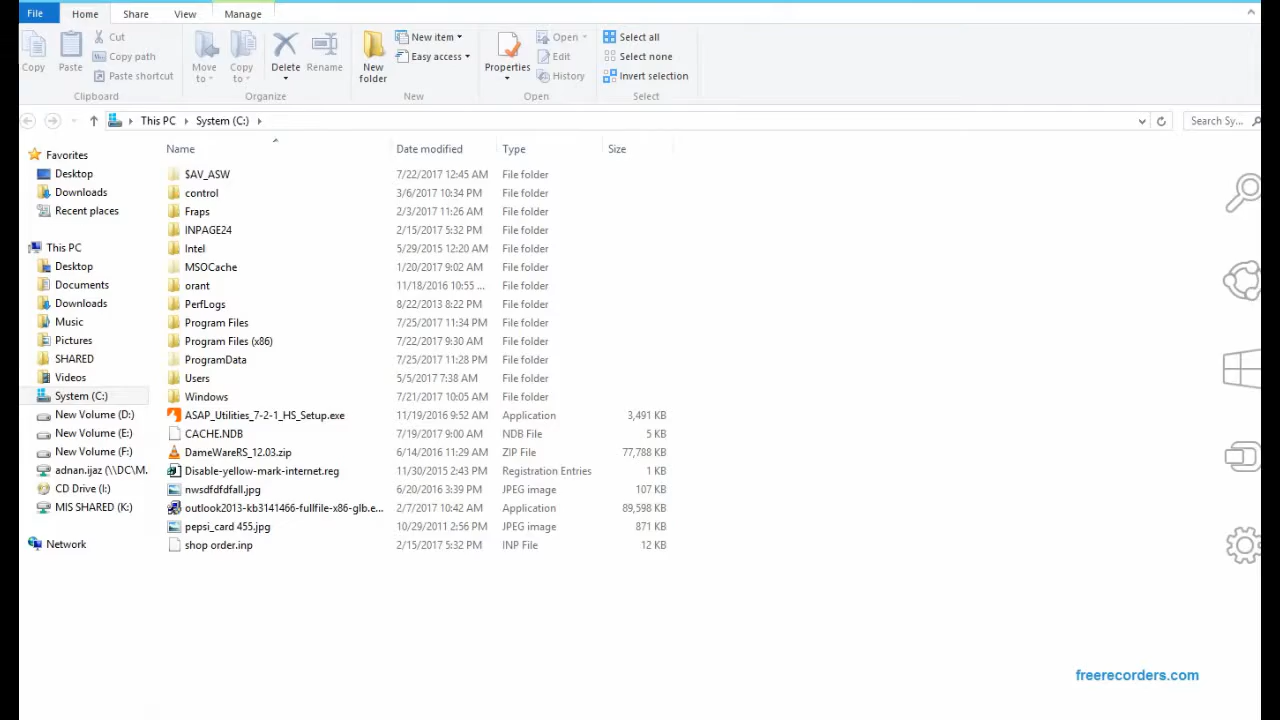 File Home Share View Manage
Cut
Copy path
Paste shortcut
Copy Paste
Clipboard
Move to Copy to Delete Rename
Organize
New folder
New item
Easy access
New
Properties
Open
Edit
History
Open
Select all
Select none
Invert selection
Select
This PC System (C:) Search Sy...
Favorites
Desktop
Downloads
Recent places
This PC
Desktop
Documents
Downloads
Music
Pictures
SHARED
Videos
System (C:)
New Volume (D:)
New Volume (E:)
New Volume (F:)
adnan.ijaz (\\DC\M.
CD Drive (I:)
MIS SHARED (K:)
Network
Name Date modified Type Size
$AV_ASW 7/22/2017 12:45 AM File folder
control 3/6/2017 10:34 PM File folder
Fraps 2/3/2017 11:26 AM File folder
INPAGE24 2/15/2017 5:32 PM File folder
Intel 5/29/2015 12:20 AM File folder
MSOCache 1/20/2017 9:02 AM File folder
orant 11/18/2016 10:55 ... File folder
PerfLogs 8/22/2013 8:22 PM File folder
Program Files 7/25/2017 11:34 PM File folder
Program Files (x86) 7/22/2017 9:30 AM File folder
ProgramData 7/25/2017 11:28 PM File folder
Users 5/5/2017 7:38 AM File folder
Windows 7/21/2017 10:05 AM File folder
ASAP_Utilities_7-2-1_HS_Setup.exe 11/19/2016 9:52 AM Application 3,491 KB
CACHE.NDB 7/19/2017 9:00 AM NDB File 5 KB
DameWareRS_12.03.zip 6/14/2016 11:29 AM ZIP File 77,788 KB
Disable-yellow-mark-internet.reg 11/30/2015 2:43 PM Registration Entries 1 KB
nwsdfdfdfall.jpg 6/20/2016 3:39 PM JPEG image 107 KB
outlook2013-kb3141466-fullfile-x86-glb.e... 2/7/2017 10:42 AM Application 89,598 KB
pepsi_card 455.jpg 10/29/2011 2:56 PM JPEG image 871 KB
shop order.inp 2/15/2017 5:32 PM INP File 12 KB
freerecorders.com